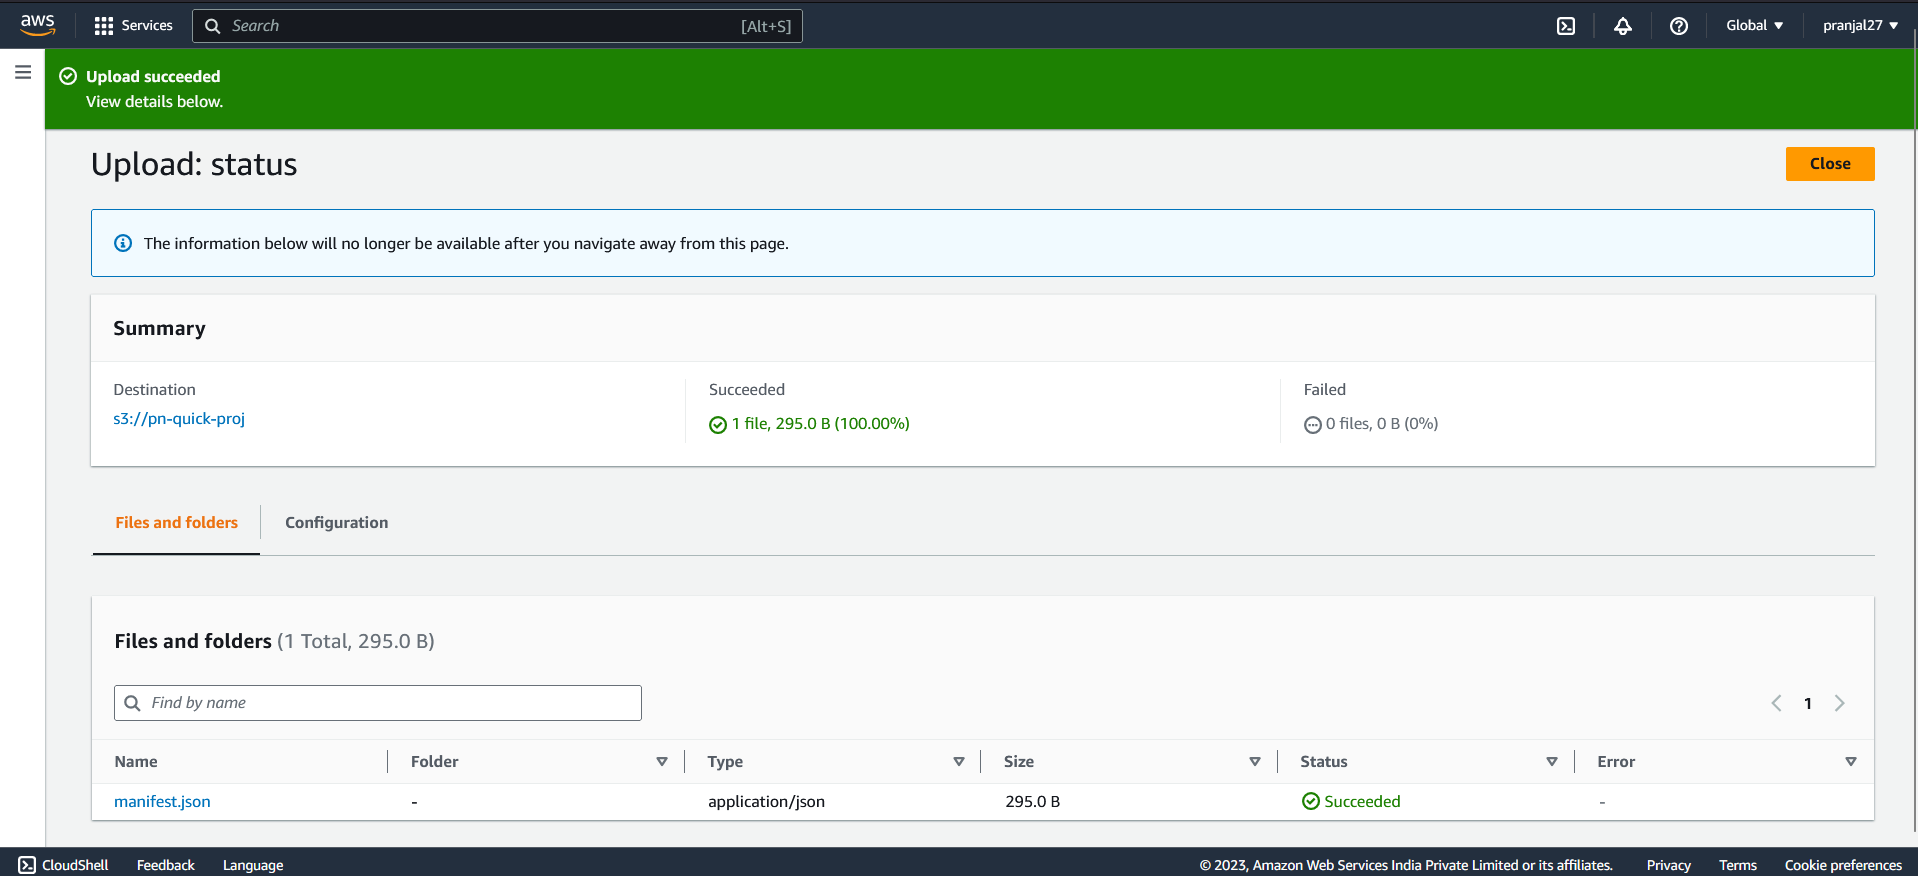 aws Services Search [Alt+S] Global pranjal27
Upload succeeded
View details below.
Upload: status Close
The information below will no longer be available after you navigate away from this page.
Summary
Destination Succeeded Failed
s3://pn-quick-proj 1 file, 295.0 B (100.00%) 0 files, 0 B (0%)
Files and folders Configuration
Files and folders (1 Total, 295.0 B)
Find by name 1
Name Folder Type Size Status Error
manifest.json - application/json 295.0 B Succeeded -
CloudShell Feedback Language © 2023, Amazon Web Services India Private Limited or its affiliates. Privacy Terms Cookie preferences